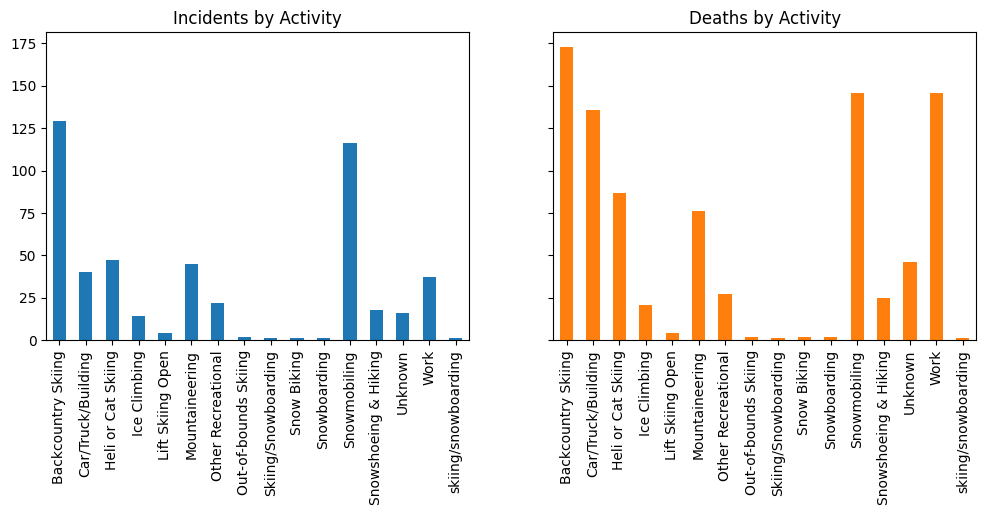 Incidents by Activity
Deaths by Activity
175
150
125
100
75
50
25
0
Backcountry Skiing
Car/Truck/Building
Heli or Cat Skiing
Ice Climbing
Lift Skiing Open
Mountaineering
Other Recreational
Out-of-bounds Skiing
Skiing/Snowboarding
Snow Biking
Snowboarding
Snowmobiling
Snowshoeing & Hiking
Unknown
Work
skiing/snowboarding
Backcountry Skiing
Car/Truck/Building
Heli or Cat Skiing
Ice Climbing
Lift Skiing Open
Mountaineering
Other Recreational
Out-of-bounds Skiing
Skiing/Snowboarding
Snow Biking
Snowboarding
Snowmobiling
Snowshoeing & Hiking
Unknown
Work
skiing/snowboarding